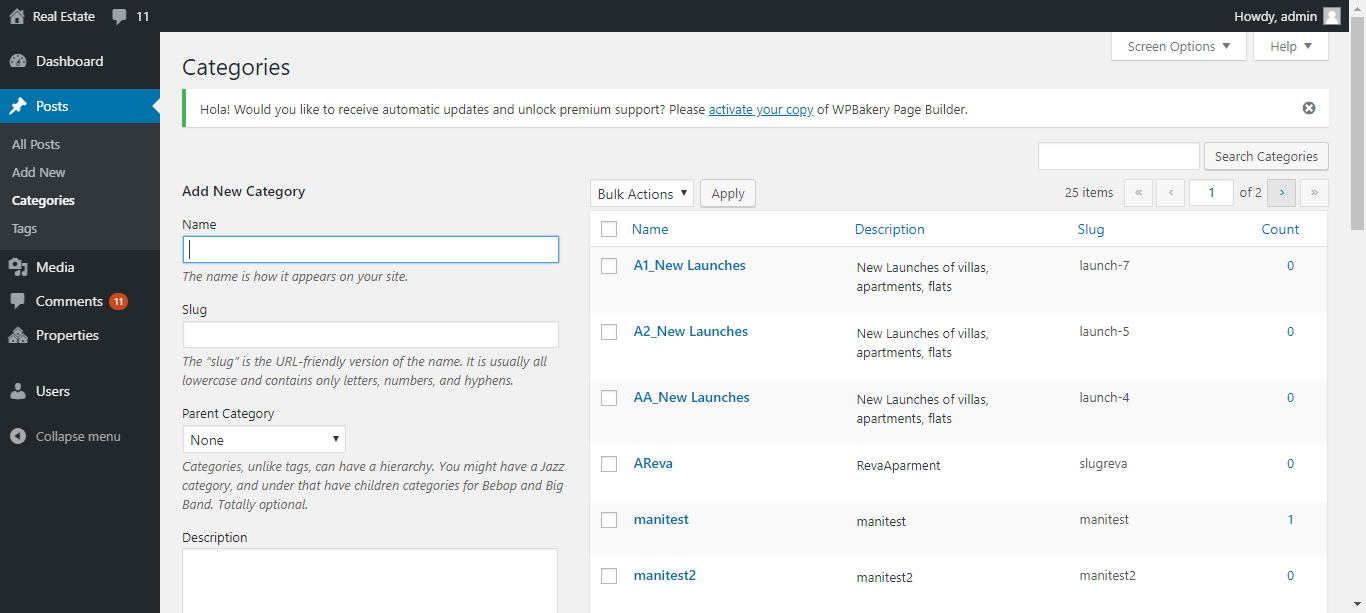 Real Estate 11 Howdy, admin
Dashboard
Posts
All Posts
Add New
Categories
Tags
Media
Comments 11
Properties
Users
Collapse menu
Screen Options ▼ Help ▼
Categories
Hola! Would you like to receive automatic updates and unlock premium support? Please activate your copy of WPBakery Page Builder.
Search Categories
Add New Category
Name
The name is how it appears on your site.
Slug
The “slug” is the URL-friendly version of the name. It is usually all
lowercase and contains only letters, numbers, and hyphens.
Parent Category
None ▼
Categories, unlike tags, can have a hierarchy. You might have a Jazz
category, and under that have children categories for Bebop and Big
Band. Totally optional.
Description
Bulk Actions ▼ Apply 25 items « ‹ 1 of 2 › »
Name Description Slug Count
A1_New Launches New Launches of villas, launch-7 0
apartments, flats
A2_New Launches New Launches of villas, launch-5 0
apartments, flats
AA_New Launches New Launches of villas, launch-4 0
apartments, flats
AReva RevaAparment slugreva 0
manitest manitest manitest 1
manitest2 manitest2 manitest2 0